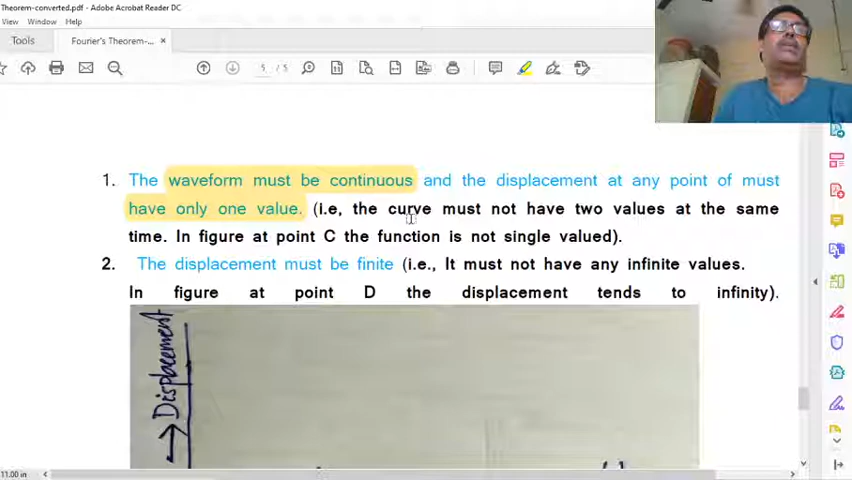 Theorem-converted.pdf - Adobe Acrobat Reader DC
View Window Help
Tools Fourier's Theorem-... ×
5 / 5
1. The waveform must be continuous and the displacement at any point of must
have only one value. (i.e, the curve must not have two values at the same
time. In figure at point C the function is not single valued).
2. The displacement must be finite (i.e., It must not have any infinite values.
In figure at point D the displacement tends to infinity).
→ Displacement
11.00 in